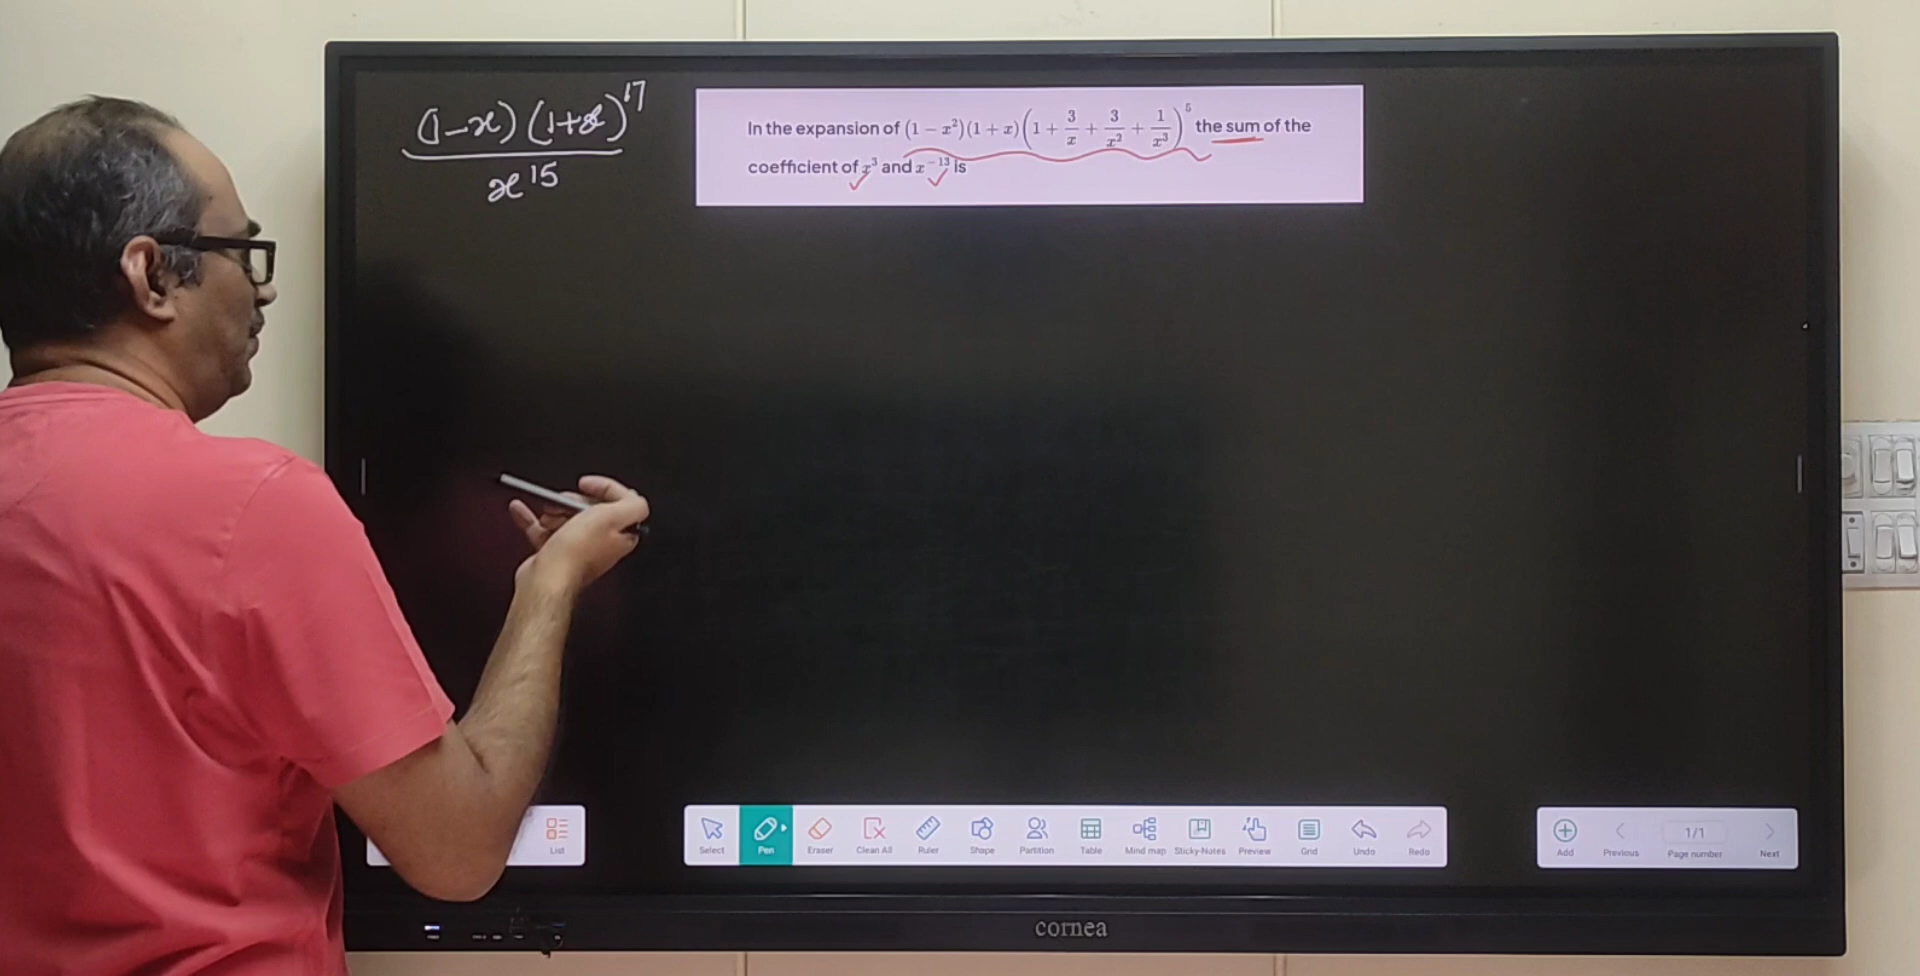 (1-x)(1+x)^17
x^15
In the expansion of (1 − x²)(1 + x)(1 + 3/x + 3/x² + 1/x³)^5 the sum of the
coefficient of x³ and x⁻¹³ is
List
Select Pen Eraser Clean All Ruler Shape Partition Table Mind map Sticky-Notes Preview Grid Undo Redo
1/1
Add Previous Page number Next
cornea